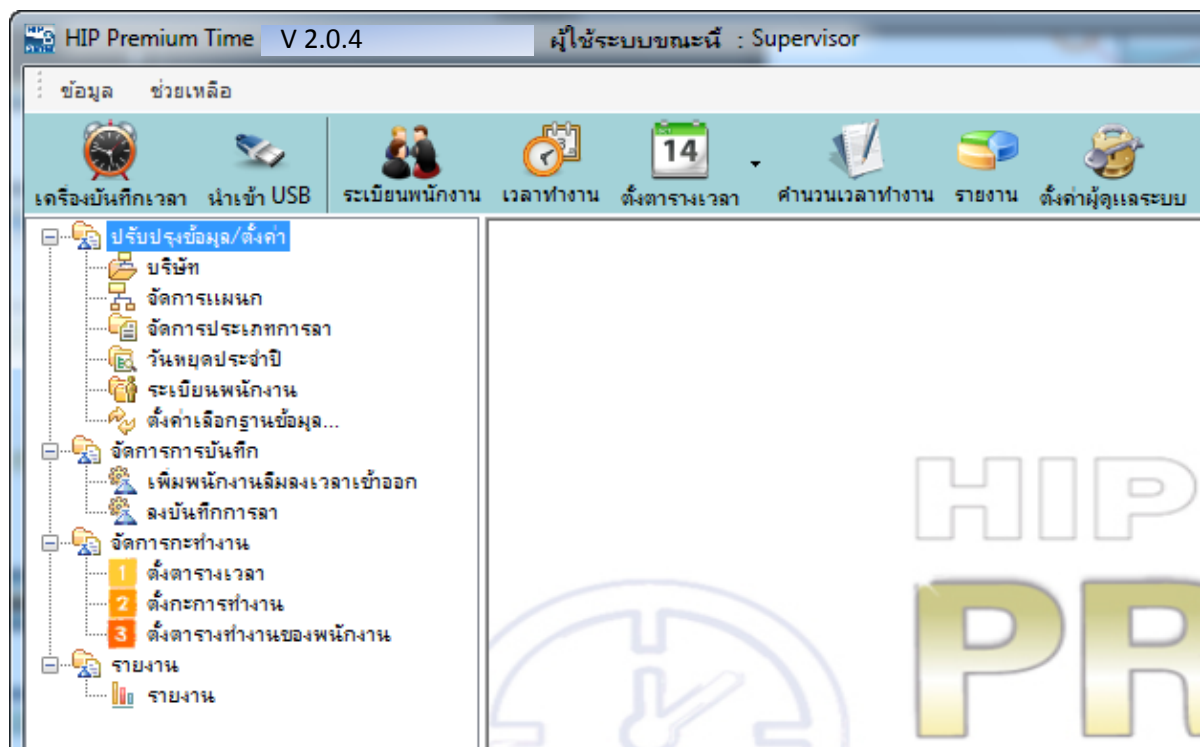 HIP Premium Time V 2.0.4 ผู้ใช้ระบบขณะนี้ : Supervisor
ข้อมูล ช่วยเหลือ
14
เครื่องบันทึกเวลา นำเข้า USB ระเบียนพนักงาน เวลาทำงาน ตั้งตารางเวลา คำนวนเวลาทำงาน รายงาน ตั้งค่าผู้ดูแลระบบ
ปรับปรุงข้อมูล/ตั้งค่า
บริษัท
จัดการแผนก
จัดการประเภทการลา
วันหยุดประจำปี
ระเบียนพนักงาน
ตั้งค่าเลือกฐานข้อมูล...
จัดการการบันทึก
เพิ่มพนักงานลืมลงเวลาเข้าออก
ลงบันทึกการลา
จัดการกะทำงาน
1 ตั้งตารางเวลา
2 ตั้งกะการทำงาน
3 ตั้งตารางทำงานของพนักงาน
รายงาน
รายงาน
HIP
PR